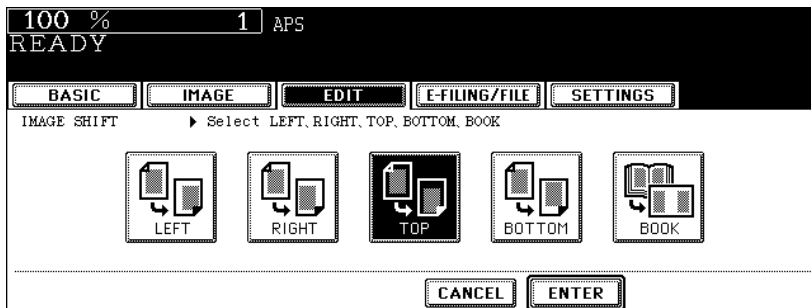 100 % 1 APS
READY
BASIC IMAGE EDIT E-FILING/FILE SETTINGS
IMAGE SHIFT Select LEFT, RIGHT, TOP, BOTTOM, BOOK
LEFT RIGHT TOP BOTTOM BOOK
CANCEL ENTER